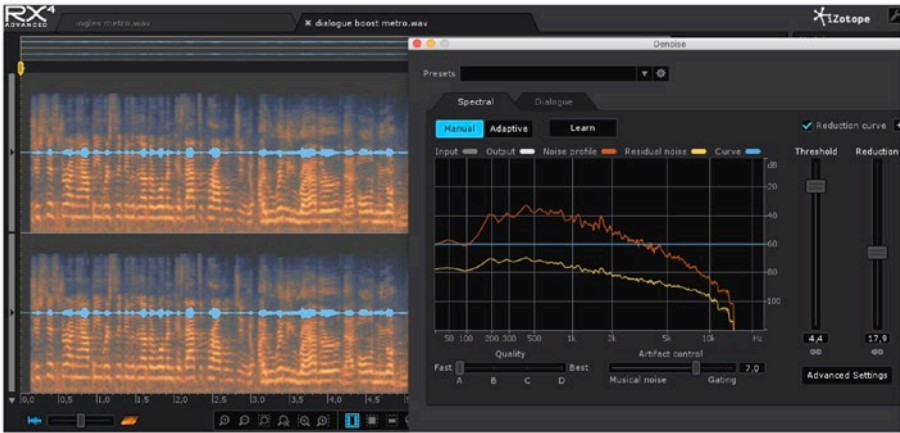 RX 4
ADVANCED
ingles metro.wav
✖ dialogue boost metro.wav
iZotope
Denoise
Presets
Spectral
Dialogue
Manual
Adaptive
Learn
Reduction curve
Input
Output
Noise profile
Residual noise
Curve
Threshold
Reduction
dB
-20
-40
-60
-80
-100
50 100 200 300 500 1k 2k 5k 10k Hz
4,4
17,9
Quality
Artifact control
Fast
Best
7,0
A B C D
Musical noise
Gating
Advanced Settings
0,0 0,5 1,0 1,5 2,0 2,5 3,0 3,5 4,0 4,5